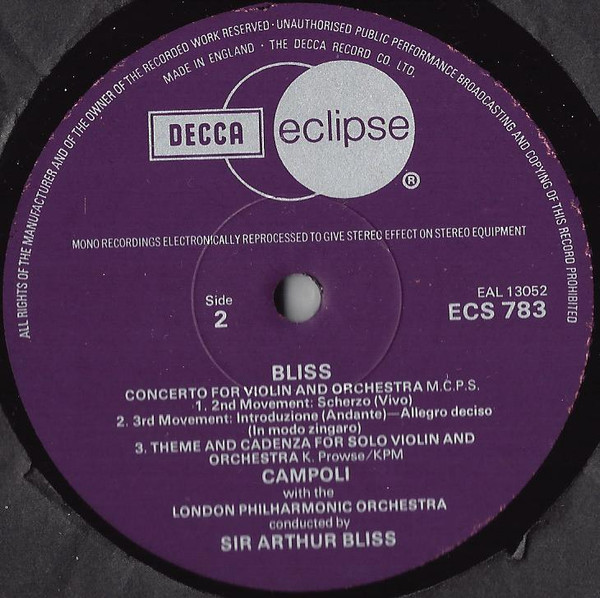 ALL RIGHTS OF THE MANUFACTURER AND OF THE OWNER OF THE RECORDED WORK RESERVED · UNAUTHORISED PUBLIC PERFORMANCE BROADCASTING AND COPYING OF THIS RECORD PROHIBITED
MADE IN ENGLAND · THE DECCA RECORD CO. LTD.
DECCA eclipse
®
MONO RECORDINGS ELECTRONICALLY REPROCESSED TO GIVE STEREO EFFECT ON STEREO EQUIPMENT
Side
2
EAL 13052
ECS 783
BLISS
CONCERTO FOR VIOLIN AND ORCHESTRA M.C.P.S.
1. 2nd Movement: Scherzo (Vivo)
2. 3rd Movement: Introduzione (Andante)—Allegro deciso
(In modo zingaro)
3. THEME AND CADENZA FOR SOLO VIOLIN AND
ORCHESTRA K. Prowse/KPM
CAMPOLI
with the
LONDON PHILHARMONIC ORCHESTRA
conducted by
SIR ARTHUR BLISS